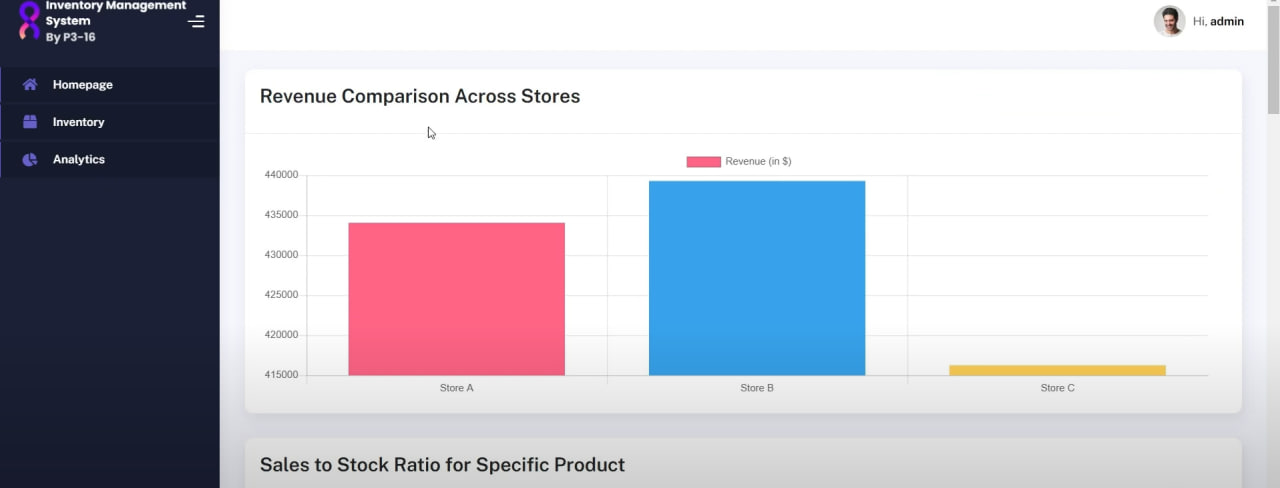 Inventory Management
System
By P3-16
Hi, admin
Homepage
Inventory
Analytics
Revenue Comparison Across Stores
Revenue (in $)
440000
435000
430000
425000
420000
415000
Store A
Store B
Store C
Sales to Stock Ratio for Specific Product